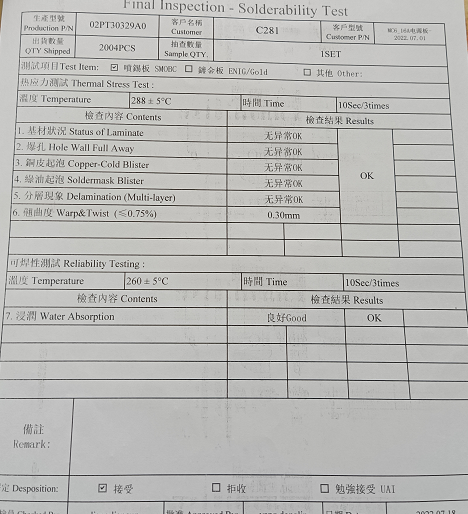 Final Inspection - Solderability Test
生產型號 Production P/N 02PT30329A0 客戶名稱 Customer C281 客戶型號 Customer P/N 2022.07.01
出貨數量 QTY Shipped 2004PCS 抽查數量 Sample QTY. 1SET
測試項目Test Item: ☑ 噴錫板 SMOBC ☐ 鍍金板 ENIG/Gold ☐ 其他 Other:
热应力測試 Thermal Stress Test :
溫度 Temperature 288 ± 5°C 時間 Time 10Sec/3times
檢查內容 Contents 檢查結果 Results
1. 基材狀況 Status of Laminate 无异常OK
2. 爆孔 Hole Wall Full Away 无异常OK
3. 銅皮起泡 Copper-Cold Blister 无异常OK
OK
4. 綠油起泡 Soldermask Blister 无异常OK
5. 分層現象 Delamination (Multi-layer) 无异常OK
6. 翹曲度 Warp&Twist (≤0.75%) 0.30mm
可焊性測試 Reliability Testing :
溫度 Temperature 260 ± 5°C 時間 Time 10Sec/3times
檢查內容 Contents 檢查結果 Results
7. 浸潤 Water Absorption 良好Good OK
備註
Remark:
定 Desposition: ☑ 接受 ☐ 拒收 ☐ 勉強接受 UAI
2022.07.18